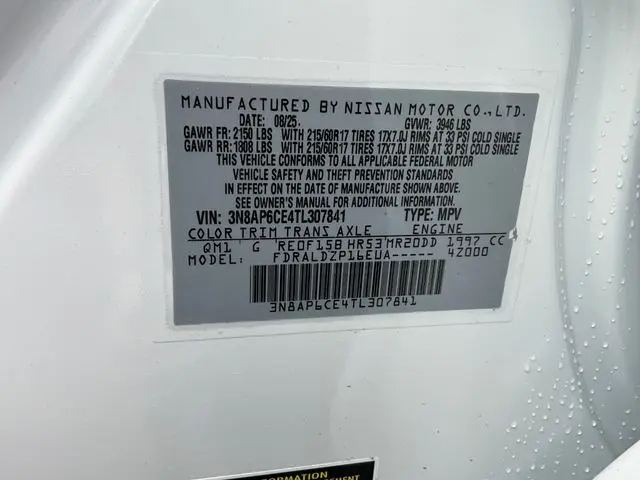 MANUFACTURED BY NISSAN MOTOR CO.,LTD.
DATE: 08/25. GVWR: 3946 LBS
GAWR FR: 2150 LBS WITH 215/60R17 TIRES 17X7.0J RIMS AT 33 PSI COLD SINGLE
GAWR RR: 1808 LBS WITH 215/60R17 TIRES 17X7.0J RIMS AT 33 PSI COLD SINGLE
THIS VEHICLE CONFORMS TO ALL APPLICABLE FEDERAL MOTOR
VEHICLE SAFETY AND THEFT PREVENTION STANDARDS
IN EFFECT ON THE DATE OF MANUFACTURE SHOWN ABOVE.
SEE OWNER'S MANUAL FOR ADDITIONAL INFORMATION.
VIN: 3N8AP6CE4TL307841 TYPE: MPV
COLOR TRIM TRANS AXLE ENGINE
QM1 G RE0F15B HR53 MR20DD 1997 CC
MODEL: FDRALDZP16EUA----- 4Z000
3N8AP6CE4TL307841
FORMATION